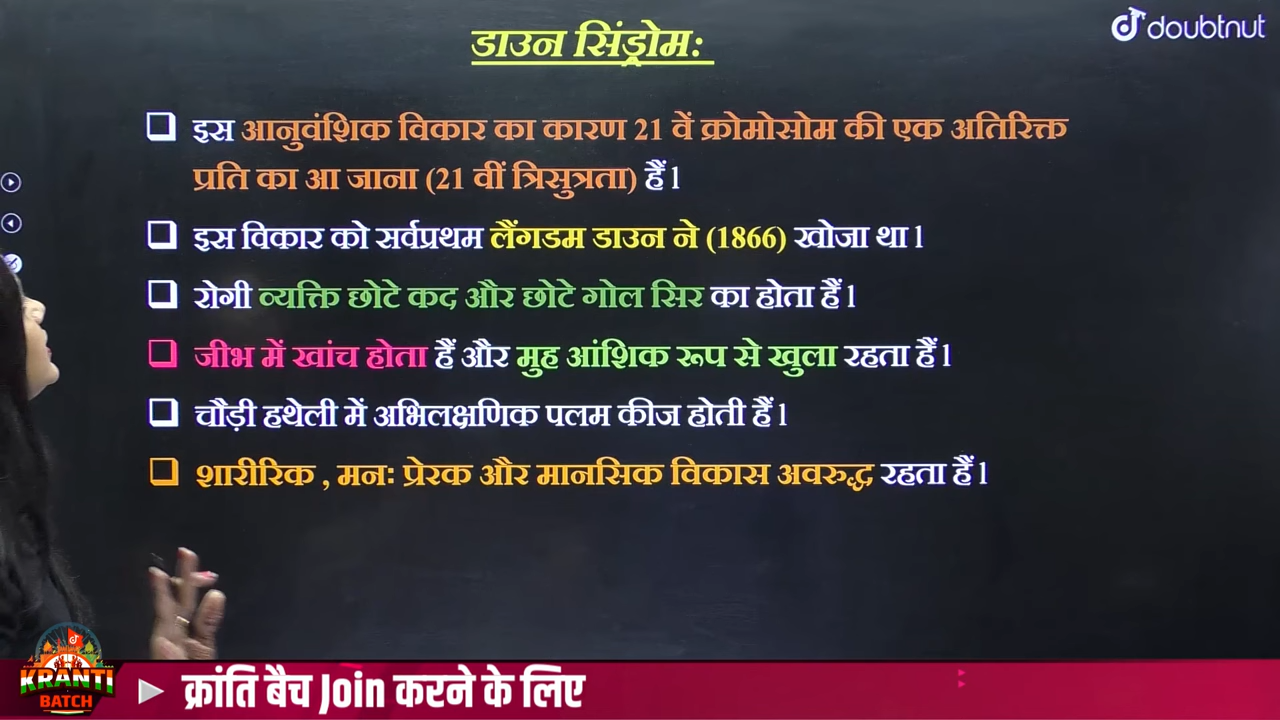 डाउन सिंड्रोम:
doubtnut
इस आनुवंशिक विकार का कारण 21 वें क्रोमोसोम की एक अतिरिक्त
प्रति का आ जाना (21 वीं त्रिसुत्रता) हैं l
इस विकार को सर्वप्रथम लैंगडम डाउन ने (1866) खोजा था l
रोगी व्यक्ति छोटे कद और छोटे गोल सिर का होता हैं l
जीभ में खांच होता हैं और मुह आंशिक रूप से खुला रहता हैं l
चौड़ी हथेली में अभिलक्षणिक पलम कीज होती हैं l
शारीरिक , मनः प्रेरक और मानसिक विकास अवरुद्ध रहता हैं l
KRANTI
BATCH
क्रांति बैच Join करने के लिए